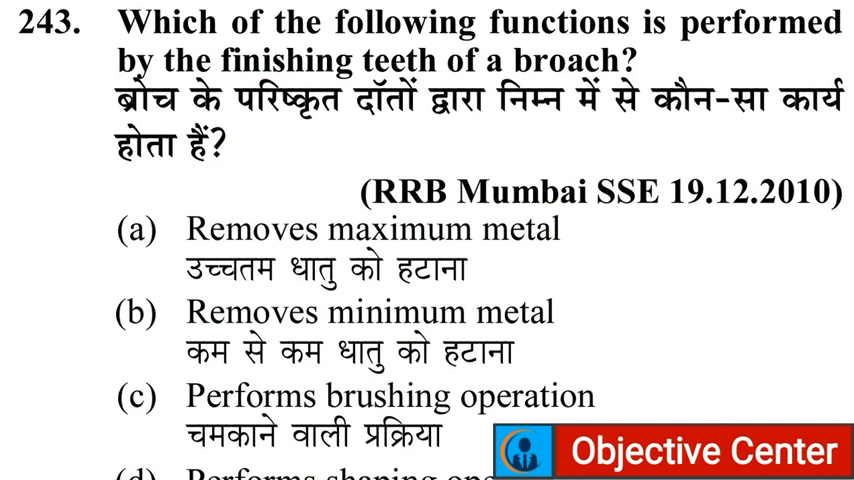 243. Which of the following functions is performed
by the finishing teeth of a broach?
ब्रोच के परिष्कृत दॉतों द्वारा निम्न में से कौन-सा कार्य
होता हैं?
(RRB Mumbai SSE 19.12.2010)
(a) Removes maximum metal
उच्चतम धातु को हटाना
(b) Removes minimum metal
कम से कम धातु को हटाना
(c) Performs brushing operation
चमकाने वाली प्रक्रिया
Objective Center
(d) Performs shaping